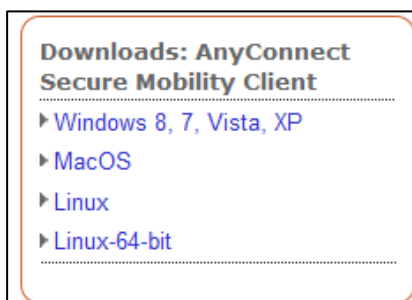 Downloads: AnyConnect
Secure Mobility Client
Windows 8, 7, Vista, XP
MacOS
Linux
Linux-64-bit